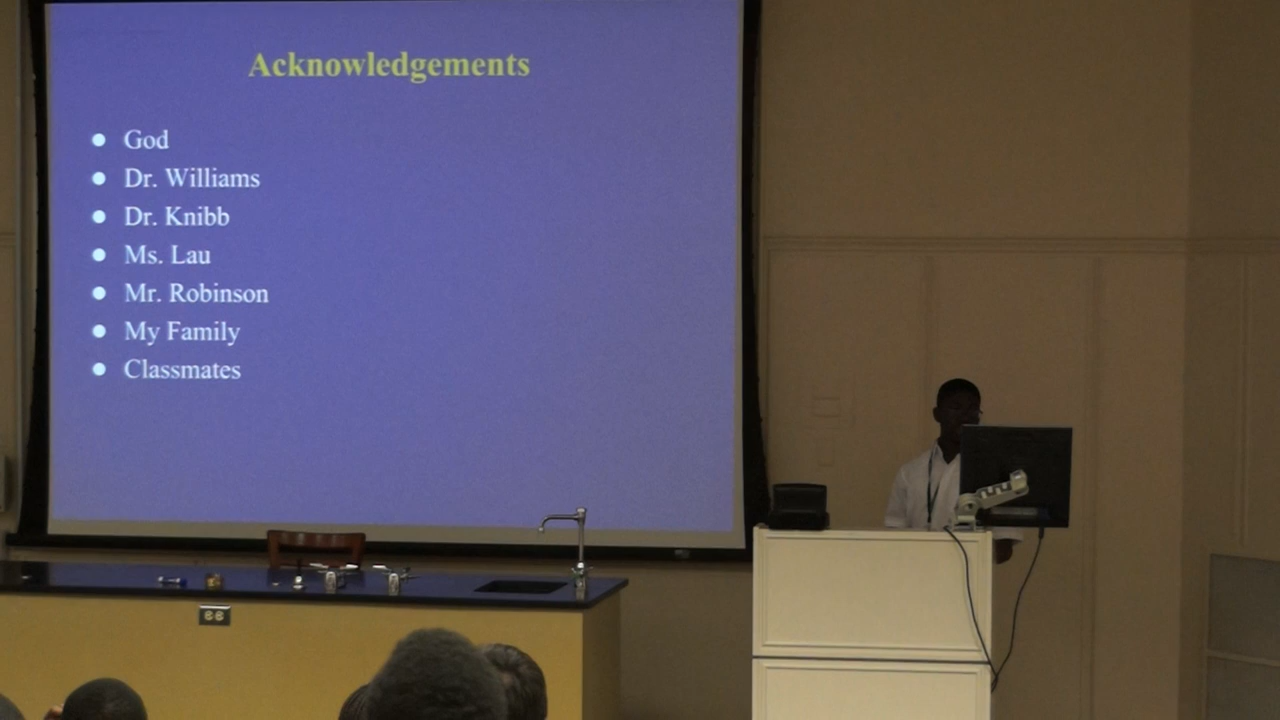 Acknowledgements
● God
● Dr. Williams
● Dr. Knibb
● Ms. Lau
● Mr. Robinson
● My Family
● Classmates